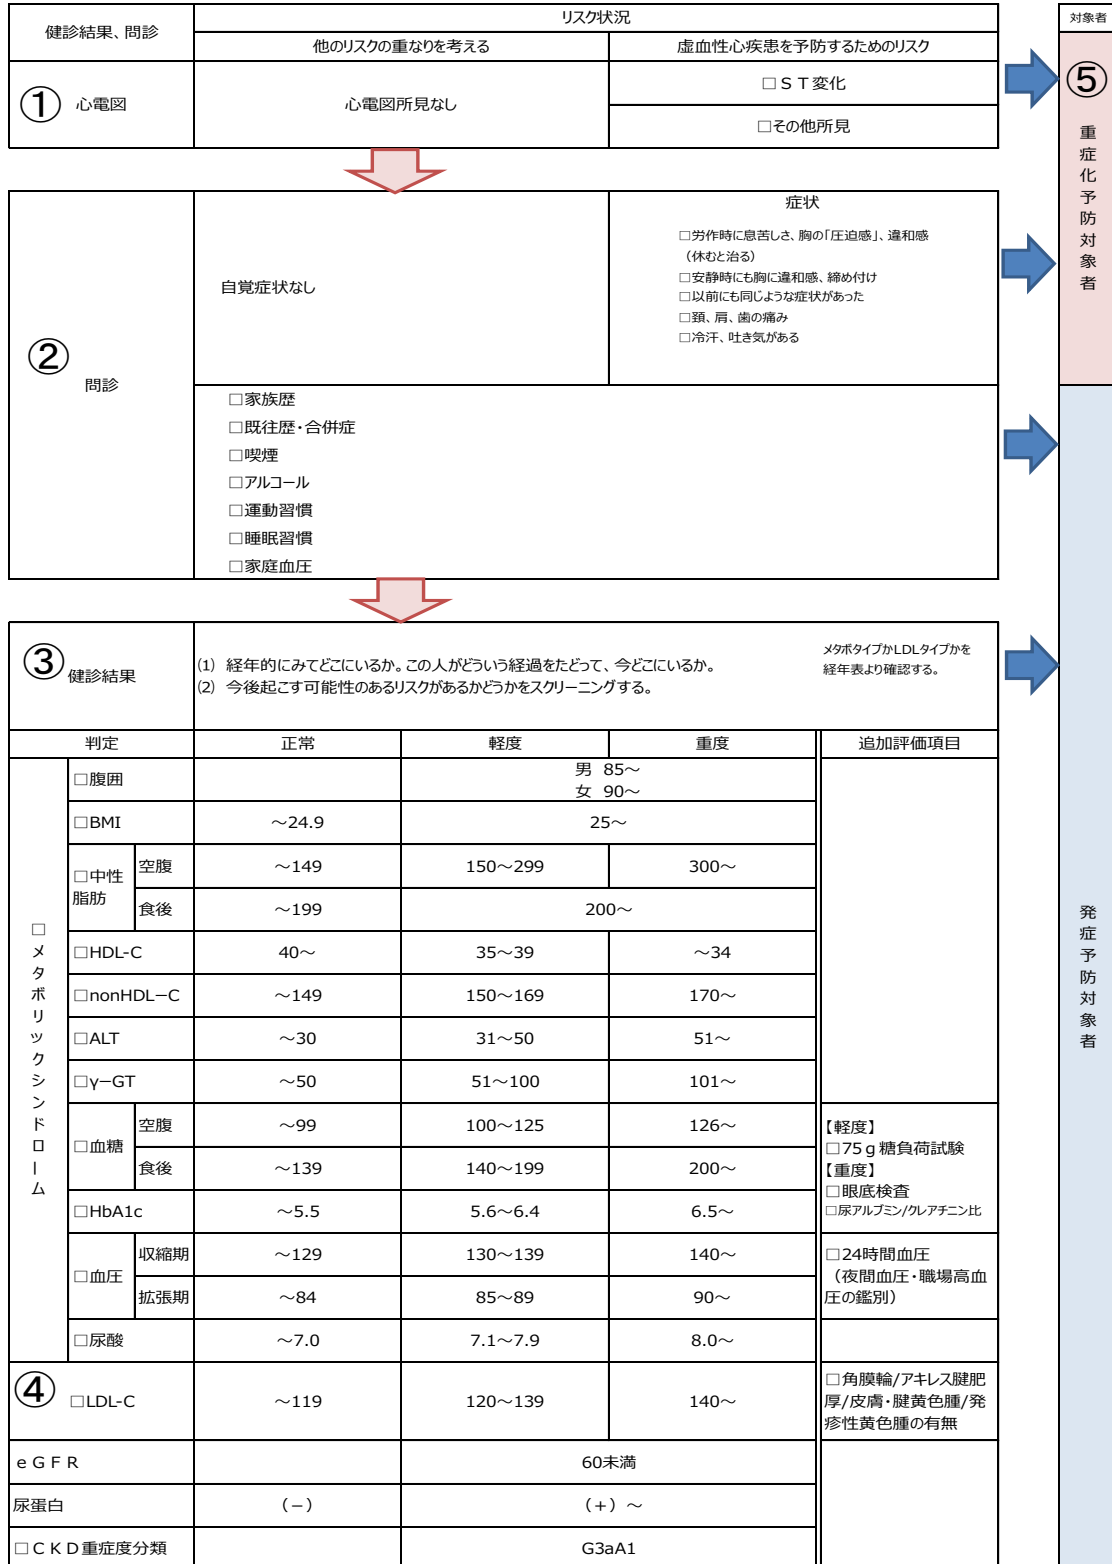 健診結果、問診
リスク状況
他のリスクの重なりを考える
虚血性心疾患を予防するためのリスク
対象者
① 心電図
心電図所見なし
□ＳＴ変化
□その他所見
⑤
重症化予防対象者
② 問診
自覚症状なし
症状
□労作時に息苦しさ、胸の「圧迫感」、違和感
（休むと治る）
□安静時にも胸に違和感、締め付け
□以前にも同じような症状があった
□頚、肩、歯の痛み
□冷汗、吐き気がある
□家族歴
□既往歴・合併症
□喫煙
□アルコール
□運動習慣
□睡眠習慣
□家庭血圧
③ 健診結果
(1) 経年的にみてどこにいるか。この人がどういう経過をたどって、今どこにいるか。
(2) 今後起こす可能性のあるリスクがあるかどうかをスクリーニングする。
メタボタイプかLDLタイプかを
経年表より確認する。
判定 正常 軽度 重度 追加評価項目
□メタボリックシンドローム
□腹囲
男 85～
女 90～
□BMI ～24.9 25～
□中性
脂肪
空腹 ～149 150～299 300～
食後 ～199 200～
□HDL-C 40～ 35～39 ～34
□nonHDL－C ～149 150～169 170～
□ALT ～30 31～50 51～
□γ－GT ～50 51～100 101～
□血糖
空腹 ～99 100～125 126～
食後 ～139 140～199 200～
□HbA1c ～5.5 5.6～6.4 6.5～
【軽度】
□75ｇ糖負荷試験
【重度】
□眼底検査
□尿アルブミン/クレアチニン比
□血圧
収縮期 ～129 130～139 140～
拡張期 ～84 85～89 90～
□24時間血圧
（夜間血圧・職場高血
圧の鑑別）
□尿酸 ～7.0 7.1～7.9 8.0～
④ □LDL-C ～119 120～139 140～
□角膜輪/アキレス腱肥
厚/皮膚・腱黄色腫/発
疹性黄色腫の有無
ｅＧＦＲ 60未満
尿蛋白 （－） （+）～
□ＣＫＤ重症度分類 G3aA1
発症予防対象者